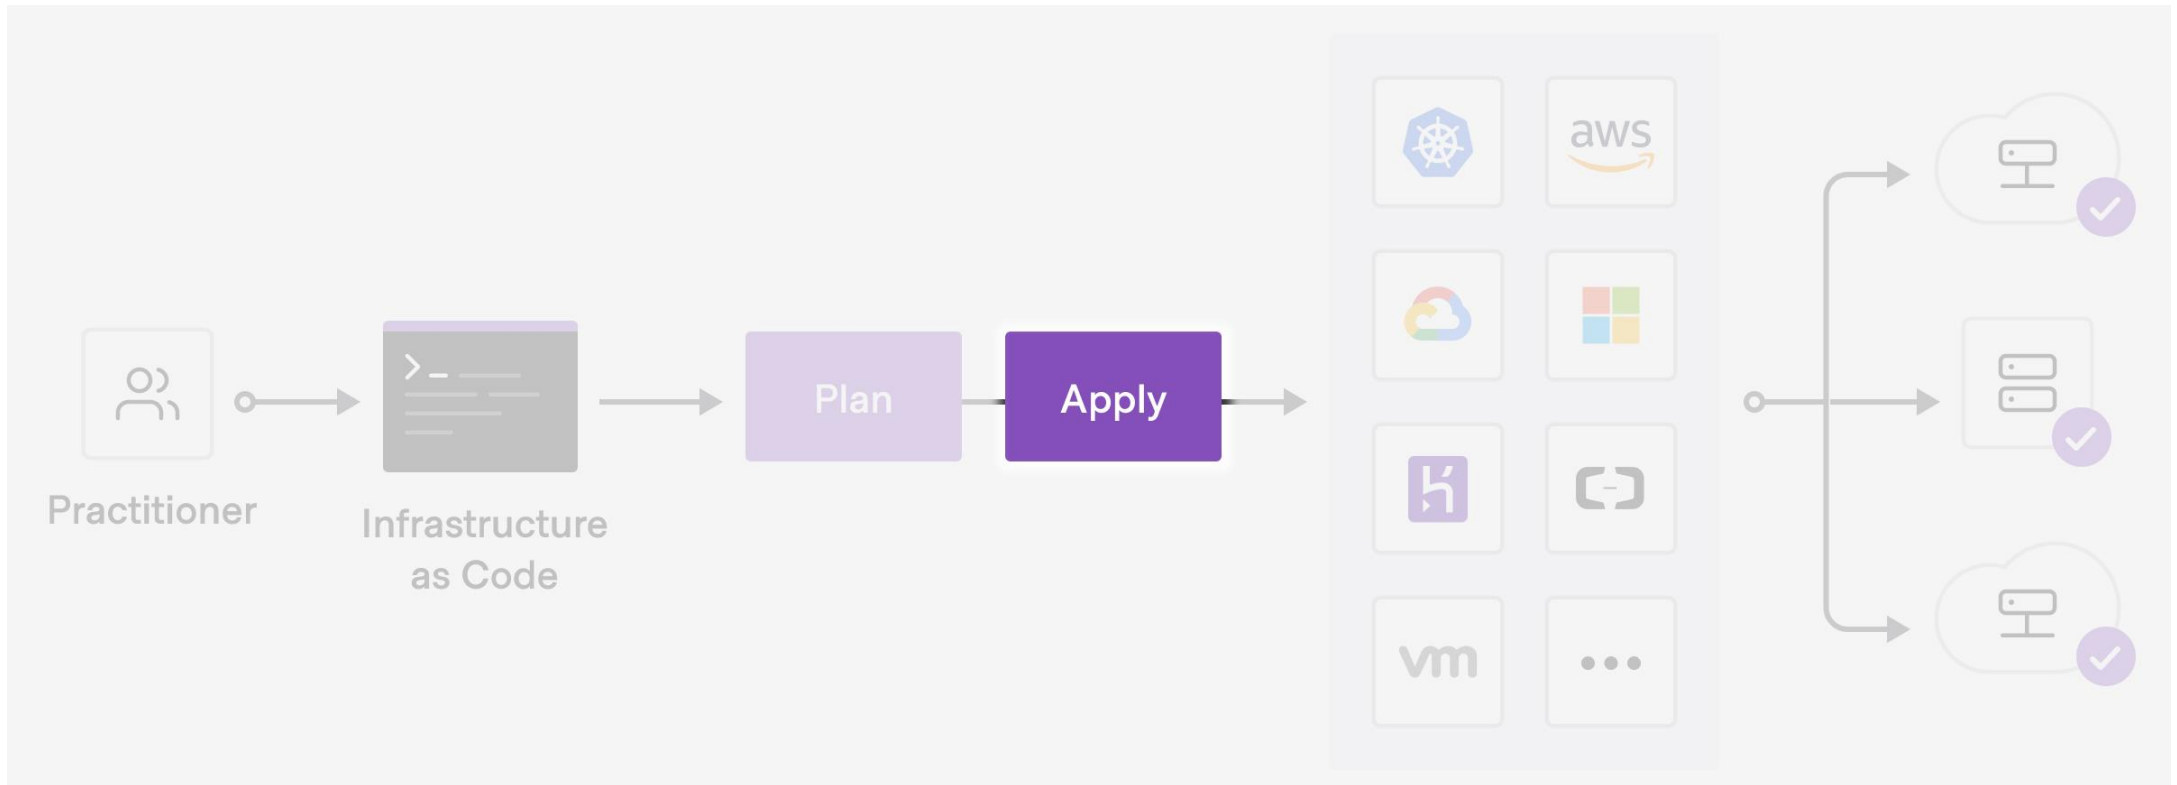 Practitioner
Infrastructure
as Code
Plan
Apply
aws
vm